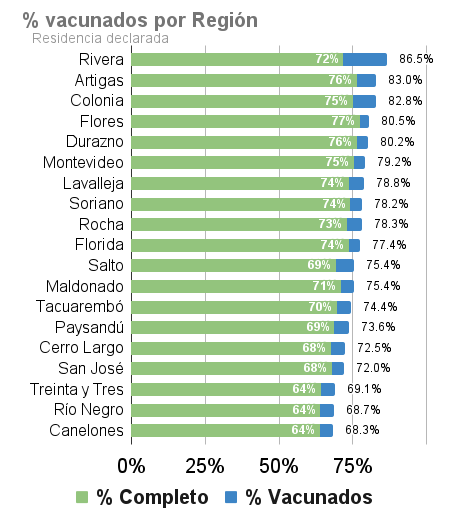 % vacunados por Región
Residencia declarada
Rivera 72% 86.5%
Artigas 76% 83.0%
Colonia 75% 82.8%
Flores 77% 80.5%
Durazno 76% 80.2%
Montevideo 75% 79.2%
Lavalleja 74% 78.8%
Soriano 74% 78.2%
Rocha 73% 78.3%
Florida 74% 77.4%
Salto 69% 75.4%
Maldonado 71% 75.4%
Tacuarembó 70% 74.4%
Paysandú 69% 73.6%
Cerro Largo 68% 72.5%
San José 68% 72.0%
Treinta y Tres 64% 69.1%
Río Negro 64% 68.7%
Canelones 64% 68.3%
0% 25% 50% 75%
% Completo % Vacunados